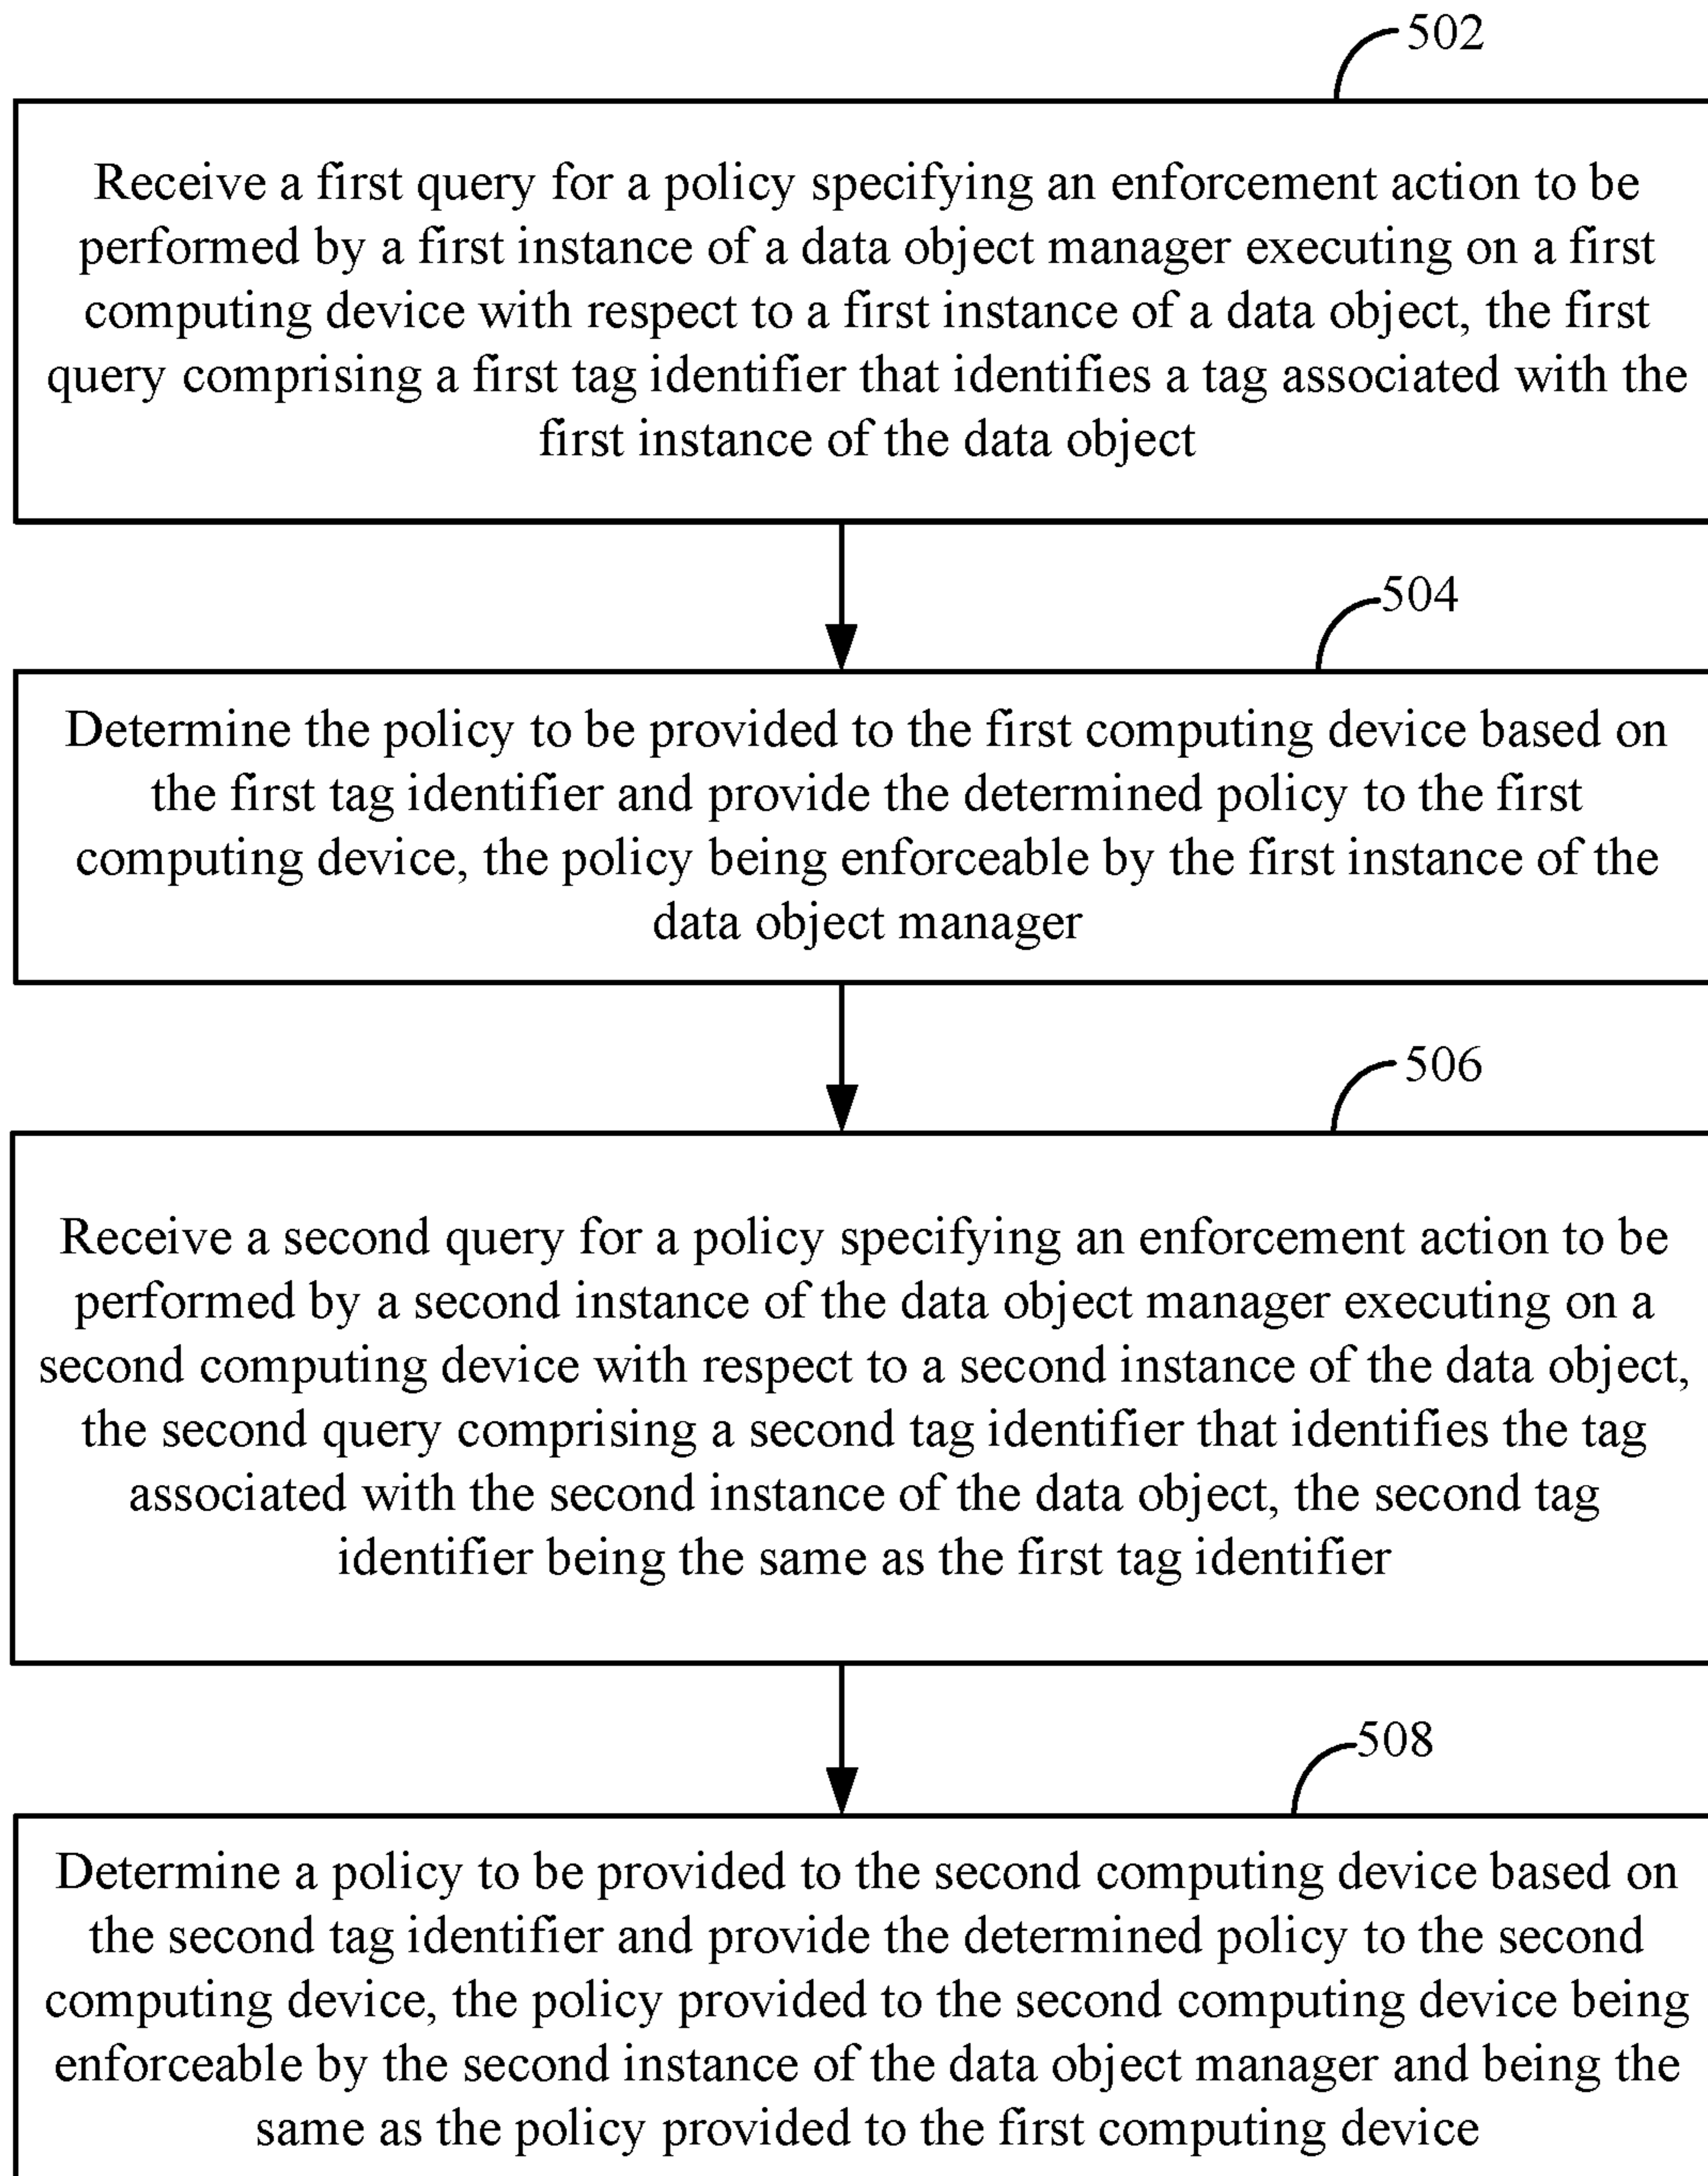 502
Receive a first query for a policy specifying an enforcement action to be
performed by a first instance of a data object manager executing on a first
computing device with respect to a first instance of a data object, the first
query comprising a first tag identifier that identifies a tag associated with the
first instance of the data object
504
Determine the policy to be provided to the first computing device based on
the first tag identifier and provide the determined policy to the first
computing device, the policy being enforceable by the first instance of the
data object manager
506
Receive a second query for a policy specifying an enforcement action to be
performed by a second instance of the data object manager executing on a
second computing device with respect to a second instance of the data object,
the second query comprising a second tag identifier that identifies the tag
associated with the second instance of the data object, the second tag
identifier being the same as the first tag identifier
508
Determine a policy to be provided to the second computing device based on
the second tag identifier and provide the determined policy to the second
computing device, the policy provided to the second computing device being
enforceable by the second instance of the data object manager and being the
same as the policy provided to the first computing device